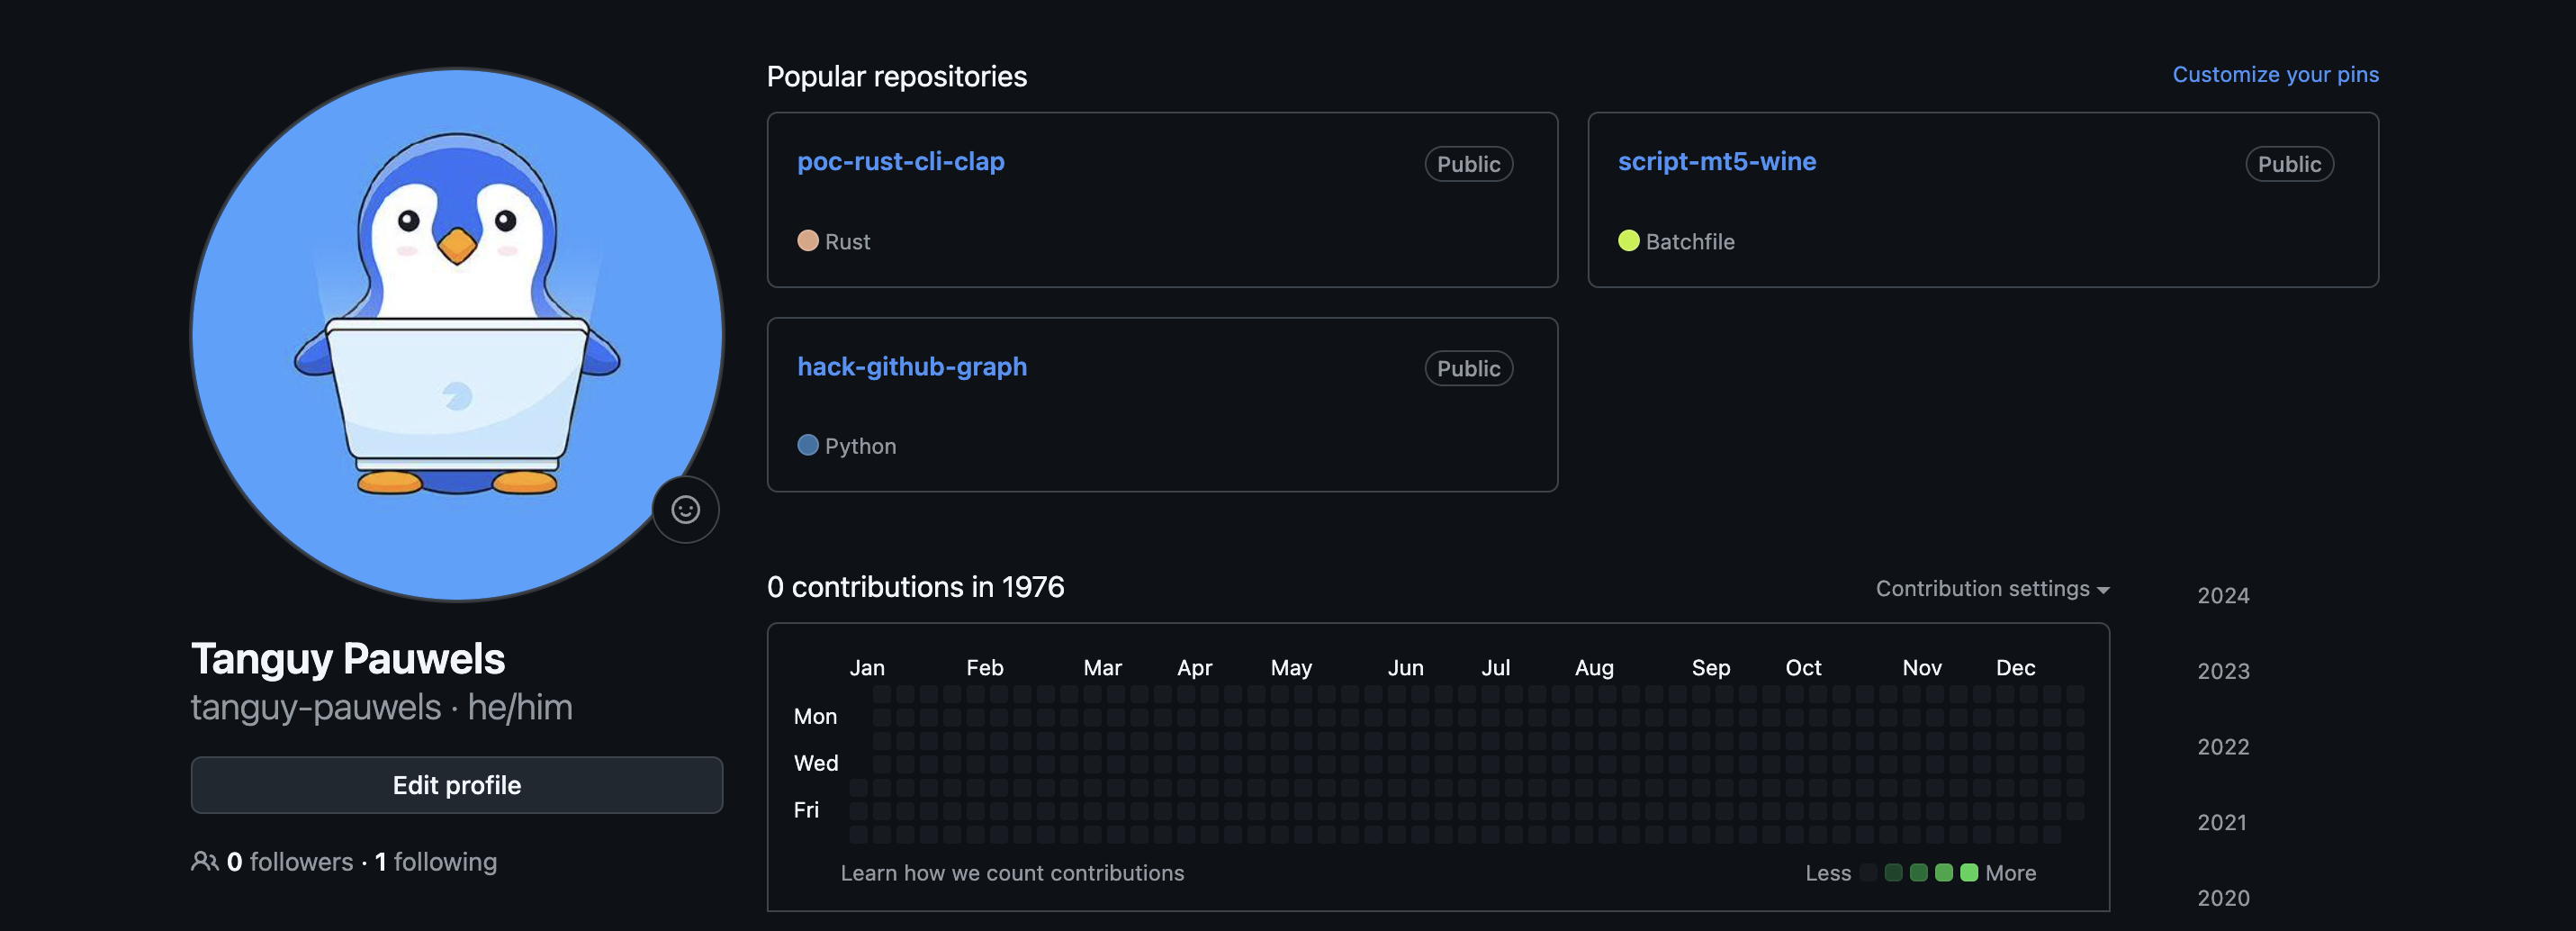 Popular repositories
Customize your pins
poc-rust-cli-clap
Public
Rust
script-mt5-wine
Public
Batchfile
hack-github-graph
Public
Python
Tanguy Pauwels
tanguy-pauwels · he/him
Edit profile
0 followers · 1 following
0 contributions in 1976
Contribution settings
Jan Feb Mar Apr May Jun Jul Aug Sep Oct Nov Dec
Mon
Wed
Fri
Learn how we count contributions
Less More
2024
2023
2022
2021
2020